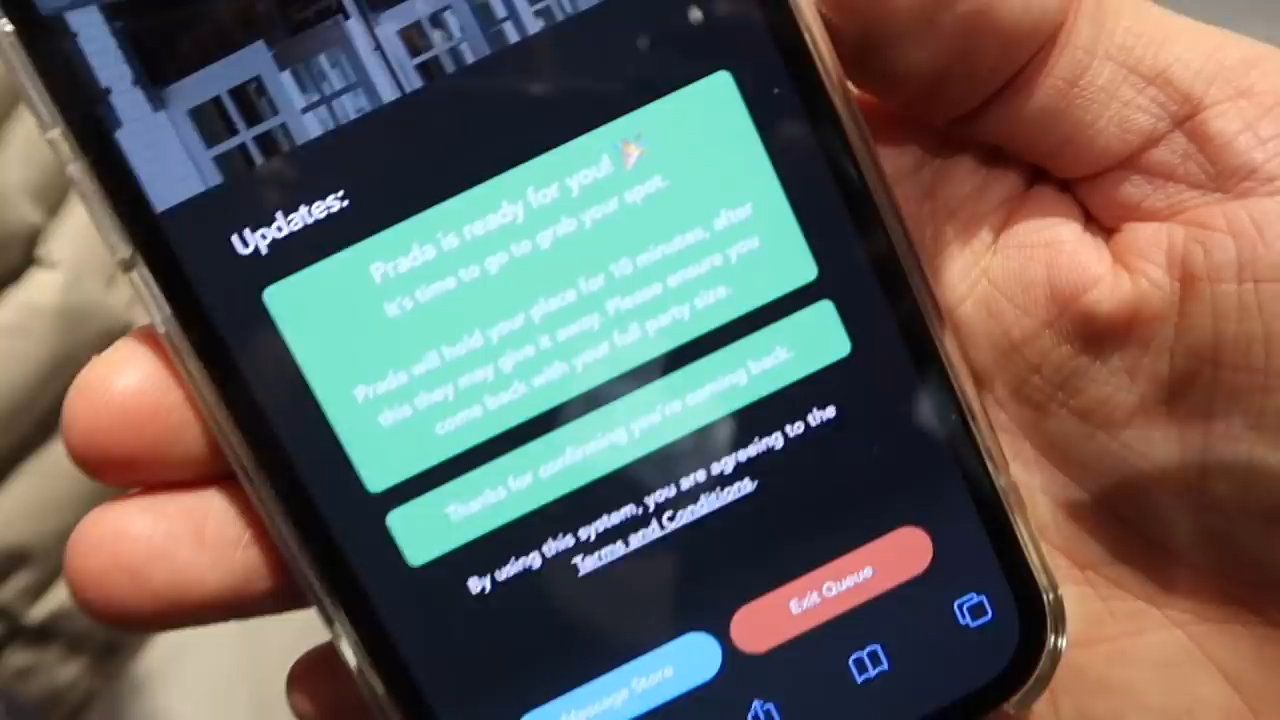 Updates:
Prada is ready for you! 🎉
It's time to go to grab your spot.
Prada will hold your place for 10 minutes, after
this they may give it away. Please ensure you
come back with your full party size.
Thanks for confirming you're coming back.
By using this system, you are agreeing to the
Terms and Conditions.
Exit Queue
Message Store